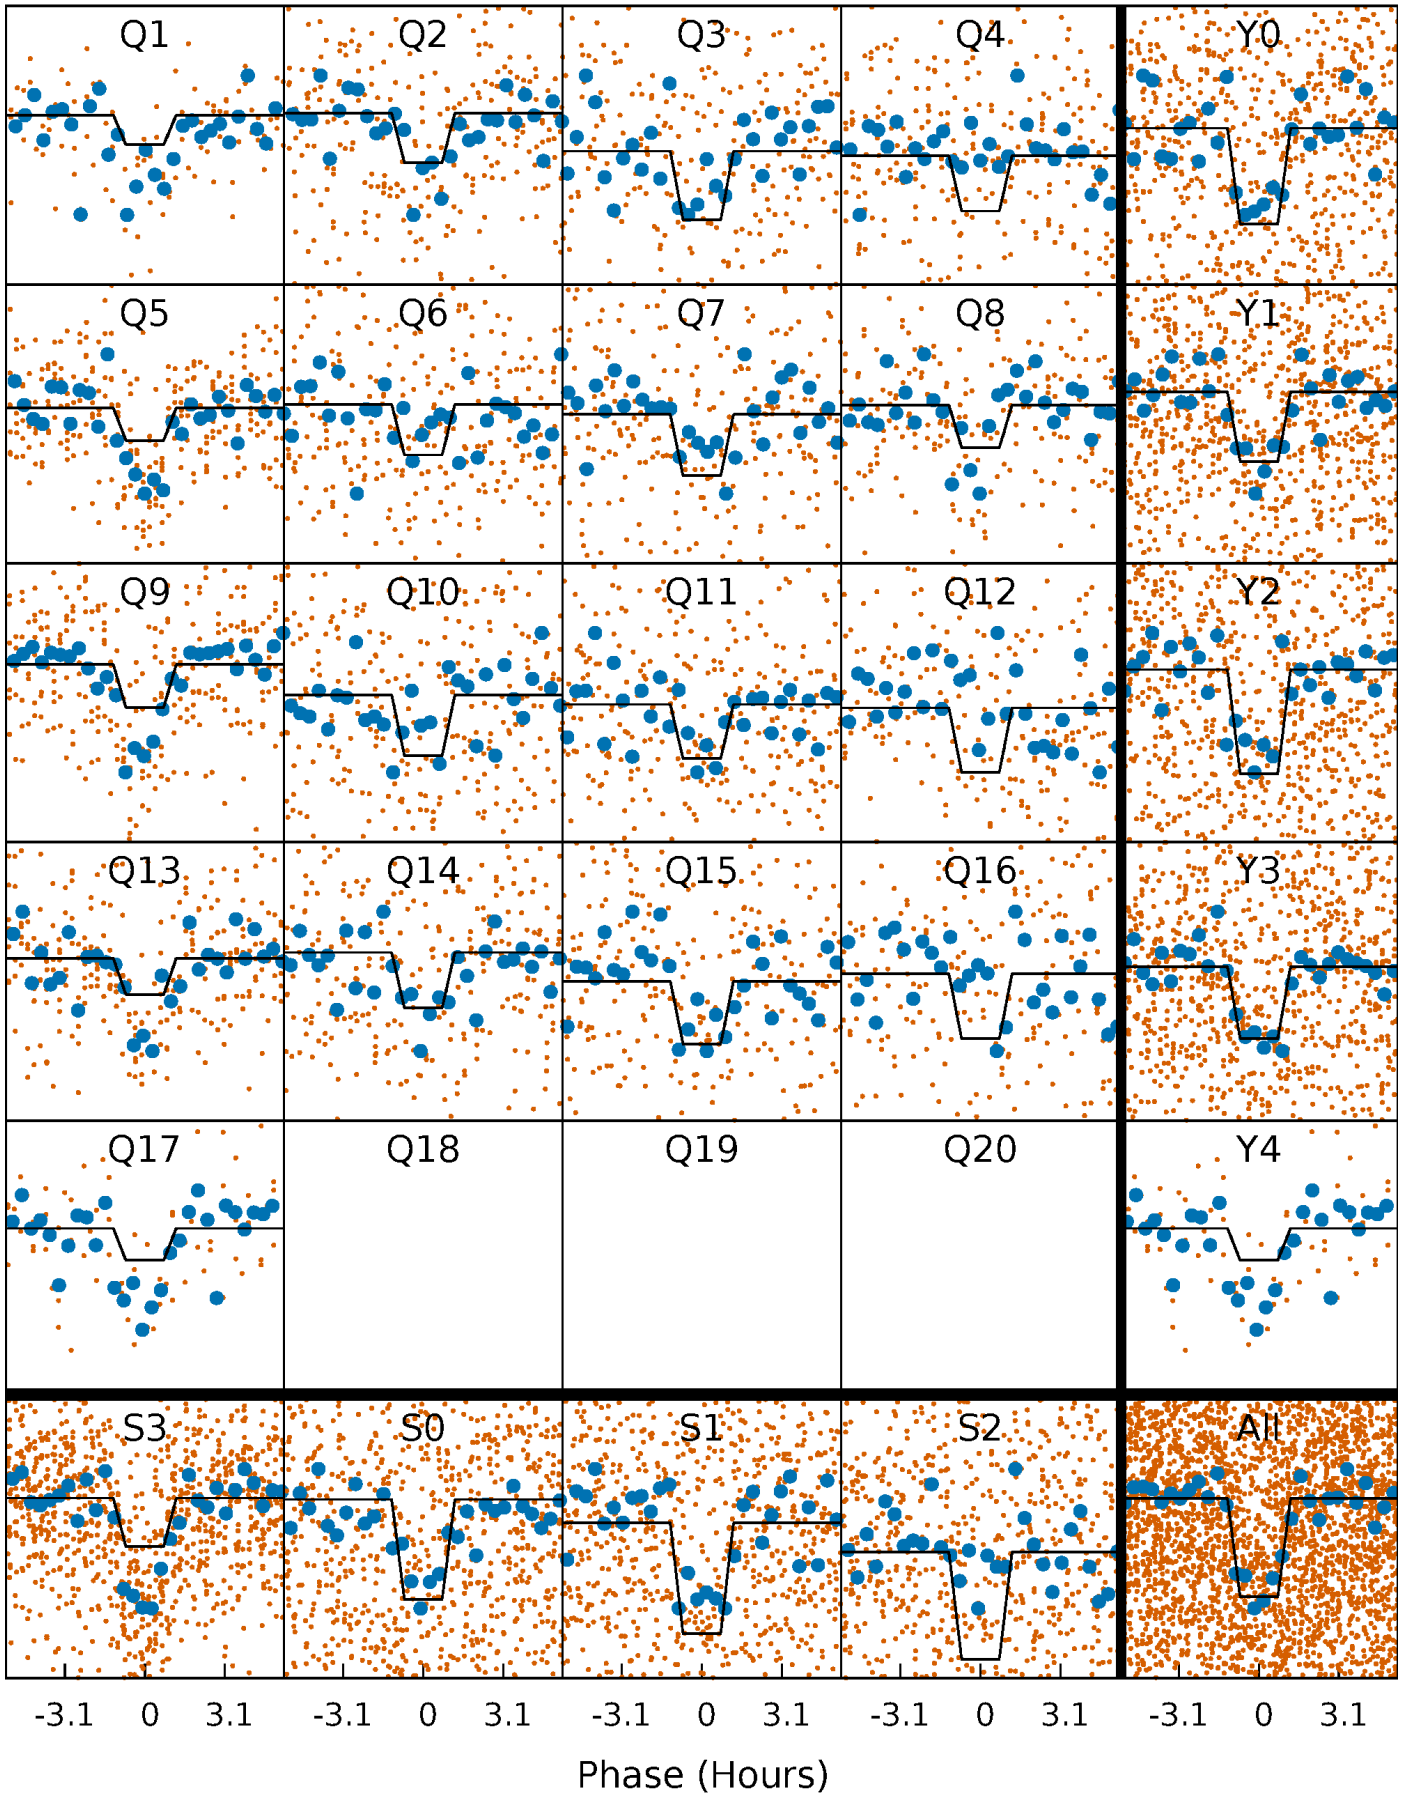 Q1 Q2 Q3 Q4 Y0
Q5 Q6 Q7 Q8 Y1
Q9 Q10 Q11 Q12 Y2
Q13 Q14 Q15 Q16 Y3
Q17 Q18 Q19 Q20 Y4
S3 S0 S1 S2 All
-3.1 0 3.1 -3.1 0 3.1 -3.1 0 3.1 -3.1 0 3.1 -3.1 0 3.1
Phase (Hours)